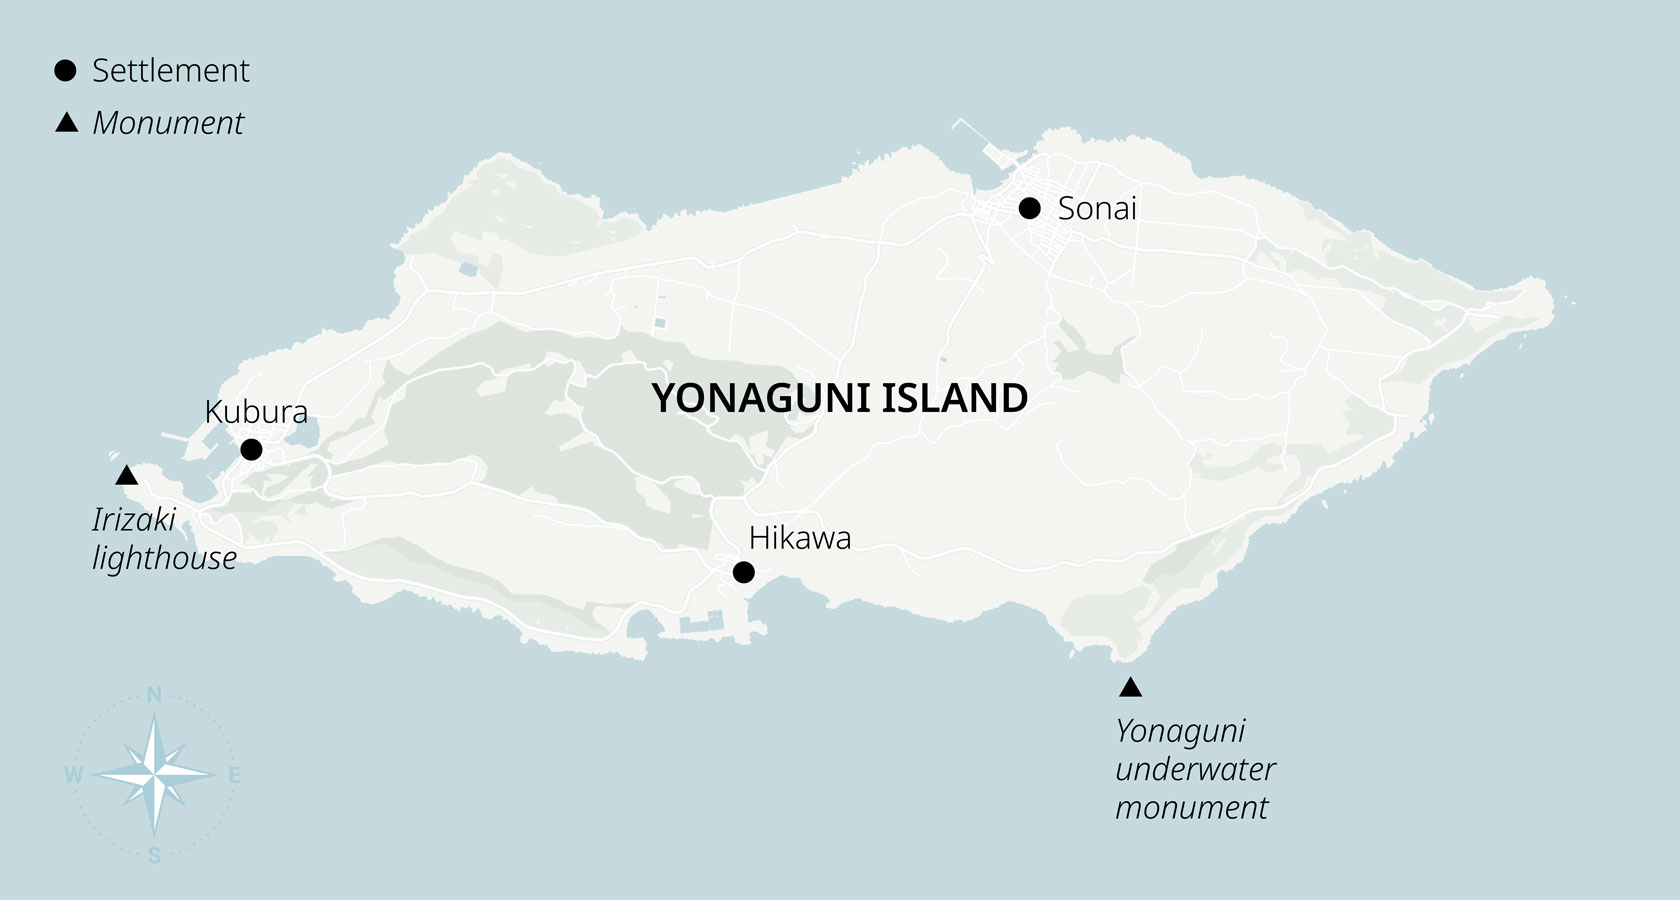 Settlement
Monument
Sonai
YONAGUNI ISLAND
Kubura
Irizaki
lighthouse
Hikawa
Yonaguni
underwater
monument
N
W
E
S